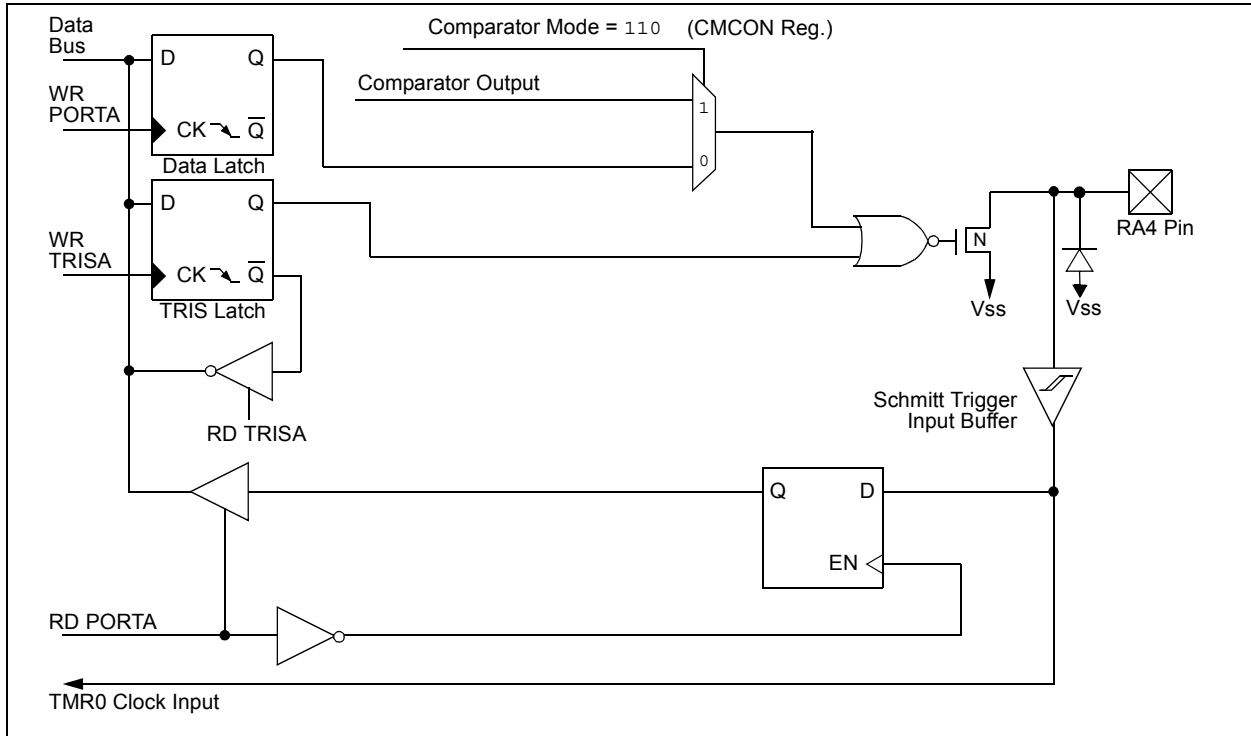 Data
Bus
Comparator Mode = 110 (CMCON Reg.)
D Q
Comparator Output
WR
PORTA
1
CK Q̅
0
Data Latch
D Q
RA4 Pin
WR
TRISA
N
CK Q̅
Vss Vss
TRIS Latch
Schmitt Trigger
Input Buffer
RD TRISA
Q D
EN
RD PORTA
TMR0 Clock Input